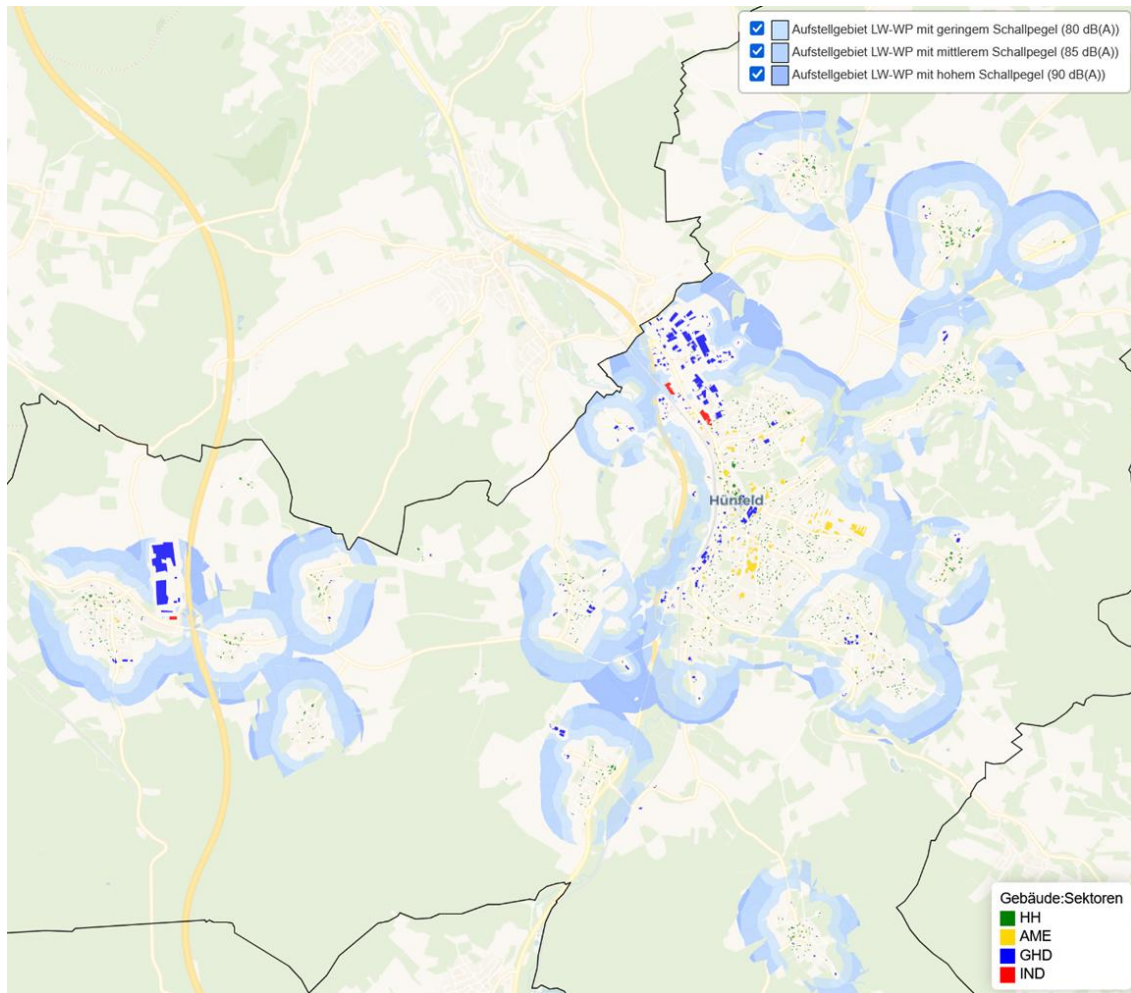 Aufstellgebiet LW-WP mit geringem Schallpegel (80 dB(A))
Aufstellgebiet LW-WP mit mittlerem Schallpegel (85 dB(A))
Aufstellgebiet LW-WP mit hohem Schallpegel (90 dB(A))
Hünfeld
Gebäude:Sektoren
HH
AME
GHD
IND